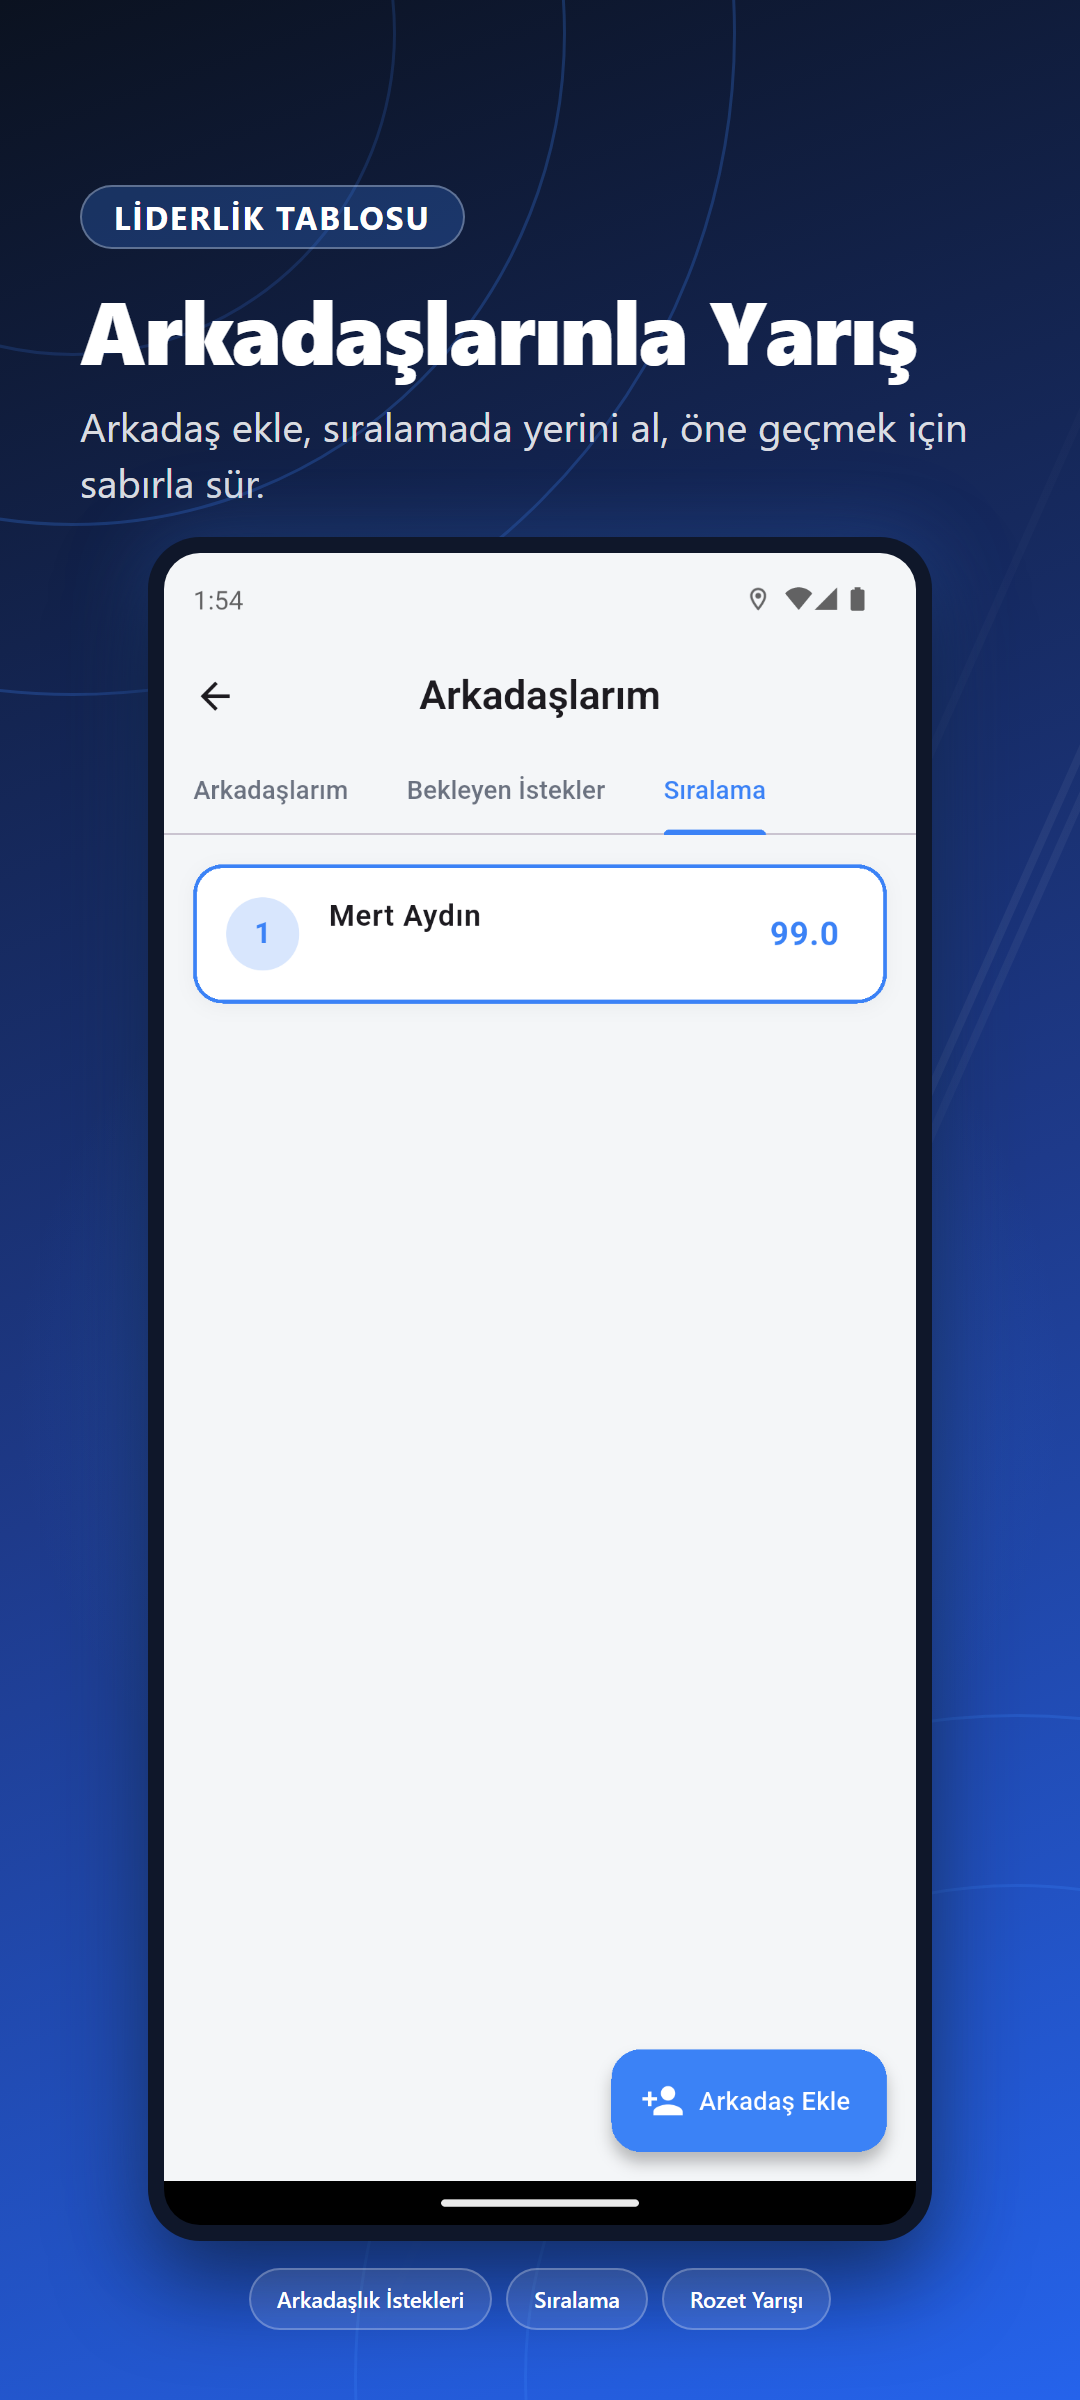 LİDERLİK TABLOSU
Arkadaşlarınla Yarış
Arkadaş ekle, sıralamada yerini al, öne geçmek için
sabırla sür.
1:54
Arkadaşlarım
Arkadaşlarım
Bekleyen İstekler
Sıralama
1
Mert Aydın
99.0
Arkadaş Ekle
Arkadaşlık İstekleri
Sıralama
Rozet Yarışı